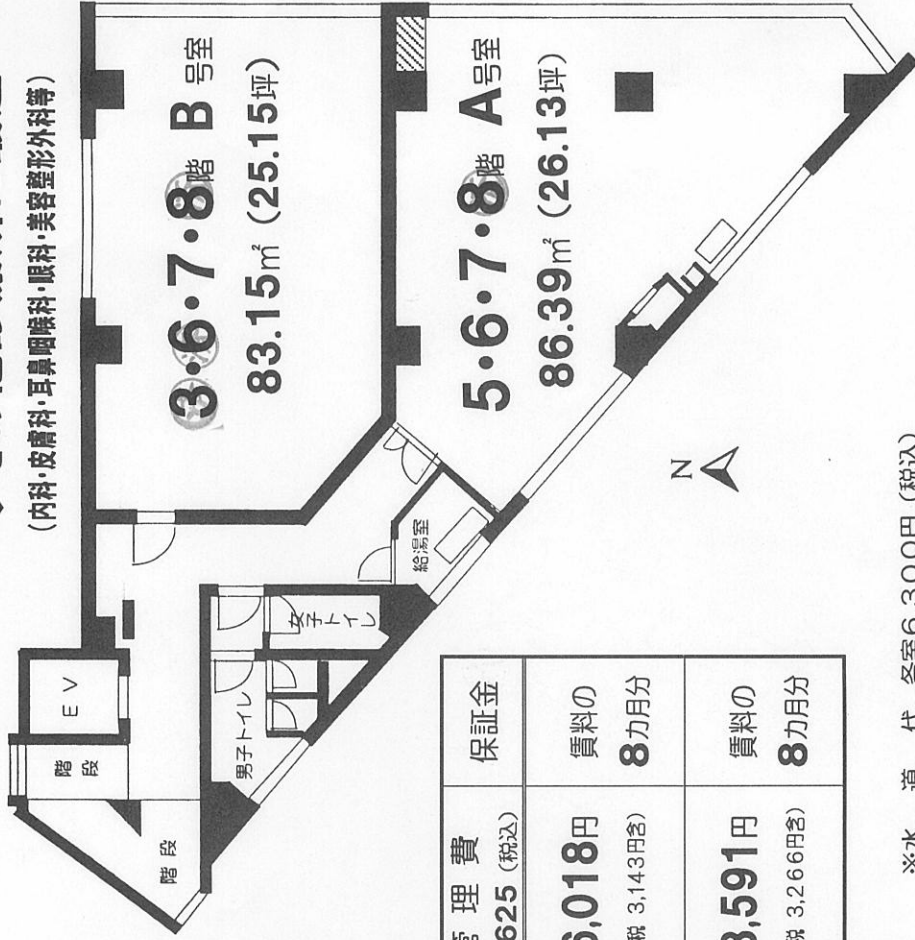 (内科・皮膚科・耳鼻咽喉科・眼科・美容整形外科等)
3・6・7・8階 B号室
83.15㎡(25.15坪)
5・6・7・8階 A号室
86.39㎡(26.13坪)
N
EV
階段
階段
男子トイレ
女子トイレ
給湯室
管理費
625(税込)
保証金
6,018円
税 3,143円含)
賃料の
8カ月分
3,591円
税 3,266円含)
賃料の
8カ月分
※水道代 各室6,300円(税込)